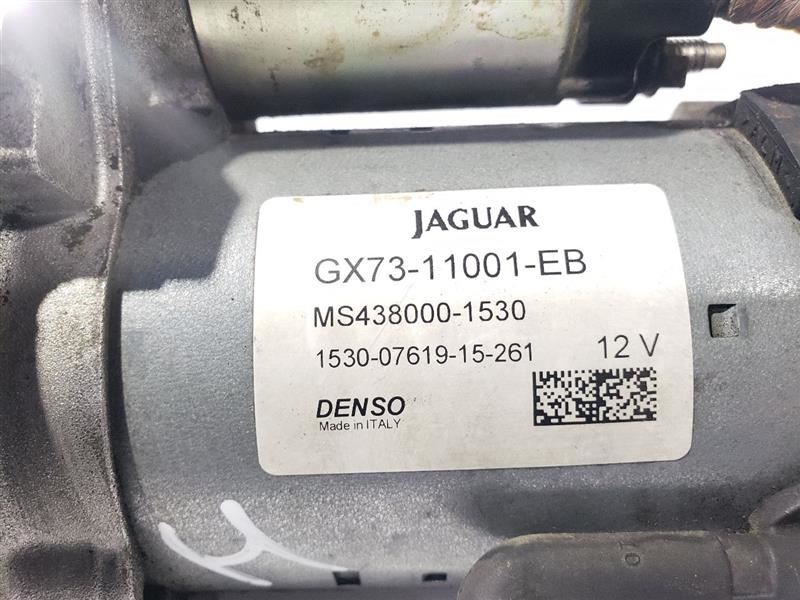 JAGUAR
GX73-11001-EB
MS438000-1530
1530-07619-15-261 12 V
DENSO
Made in ITALY